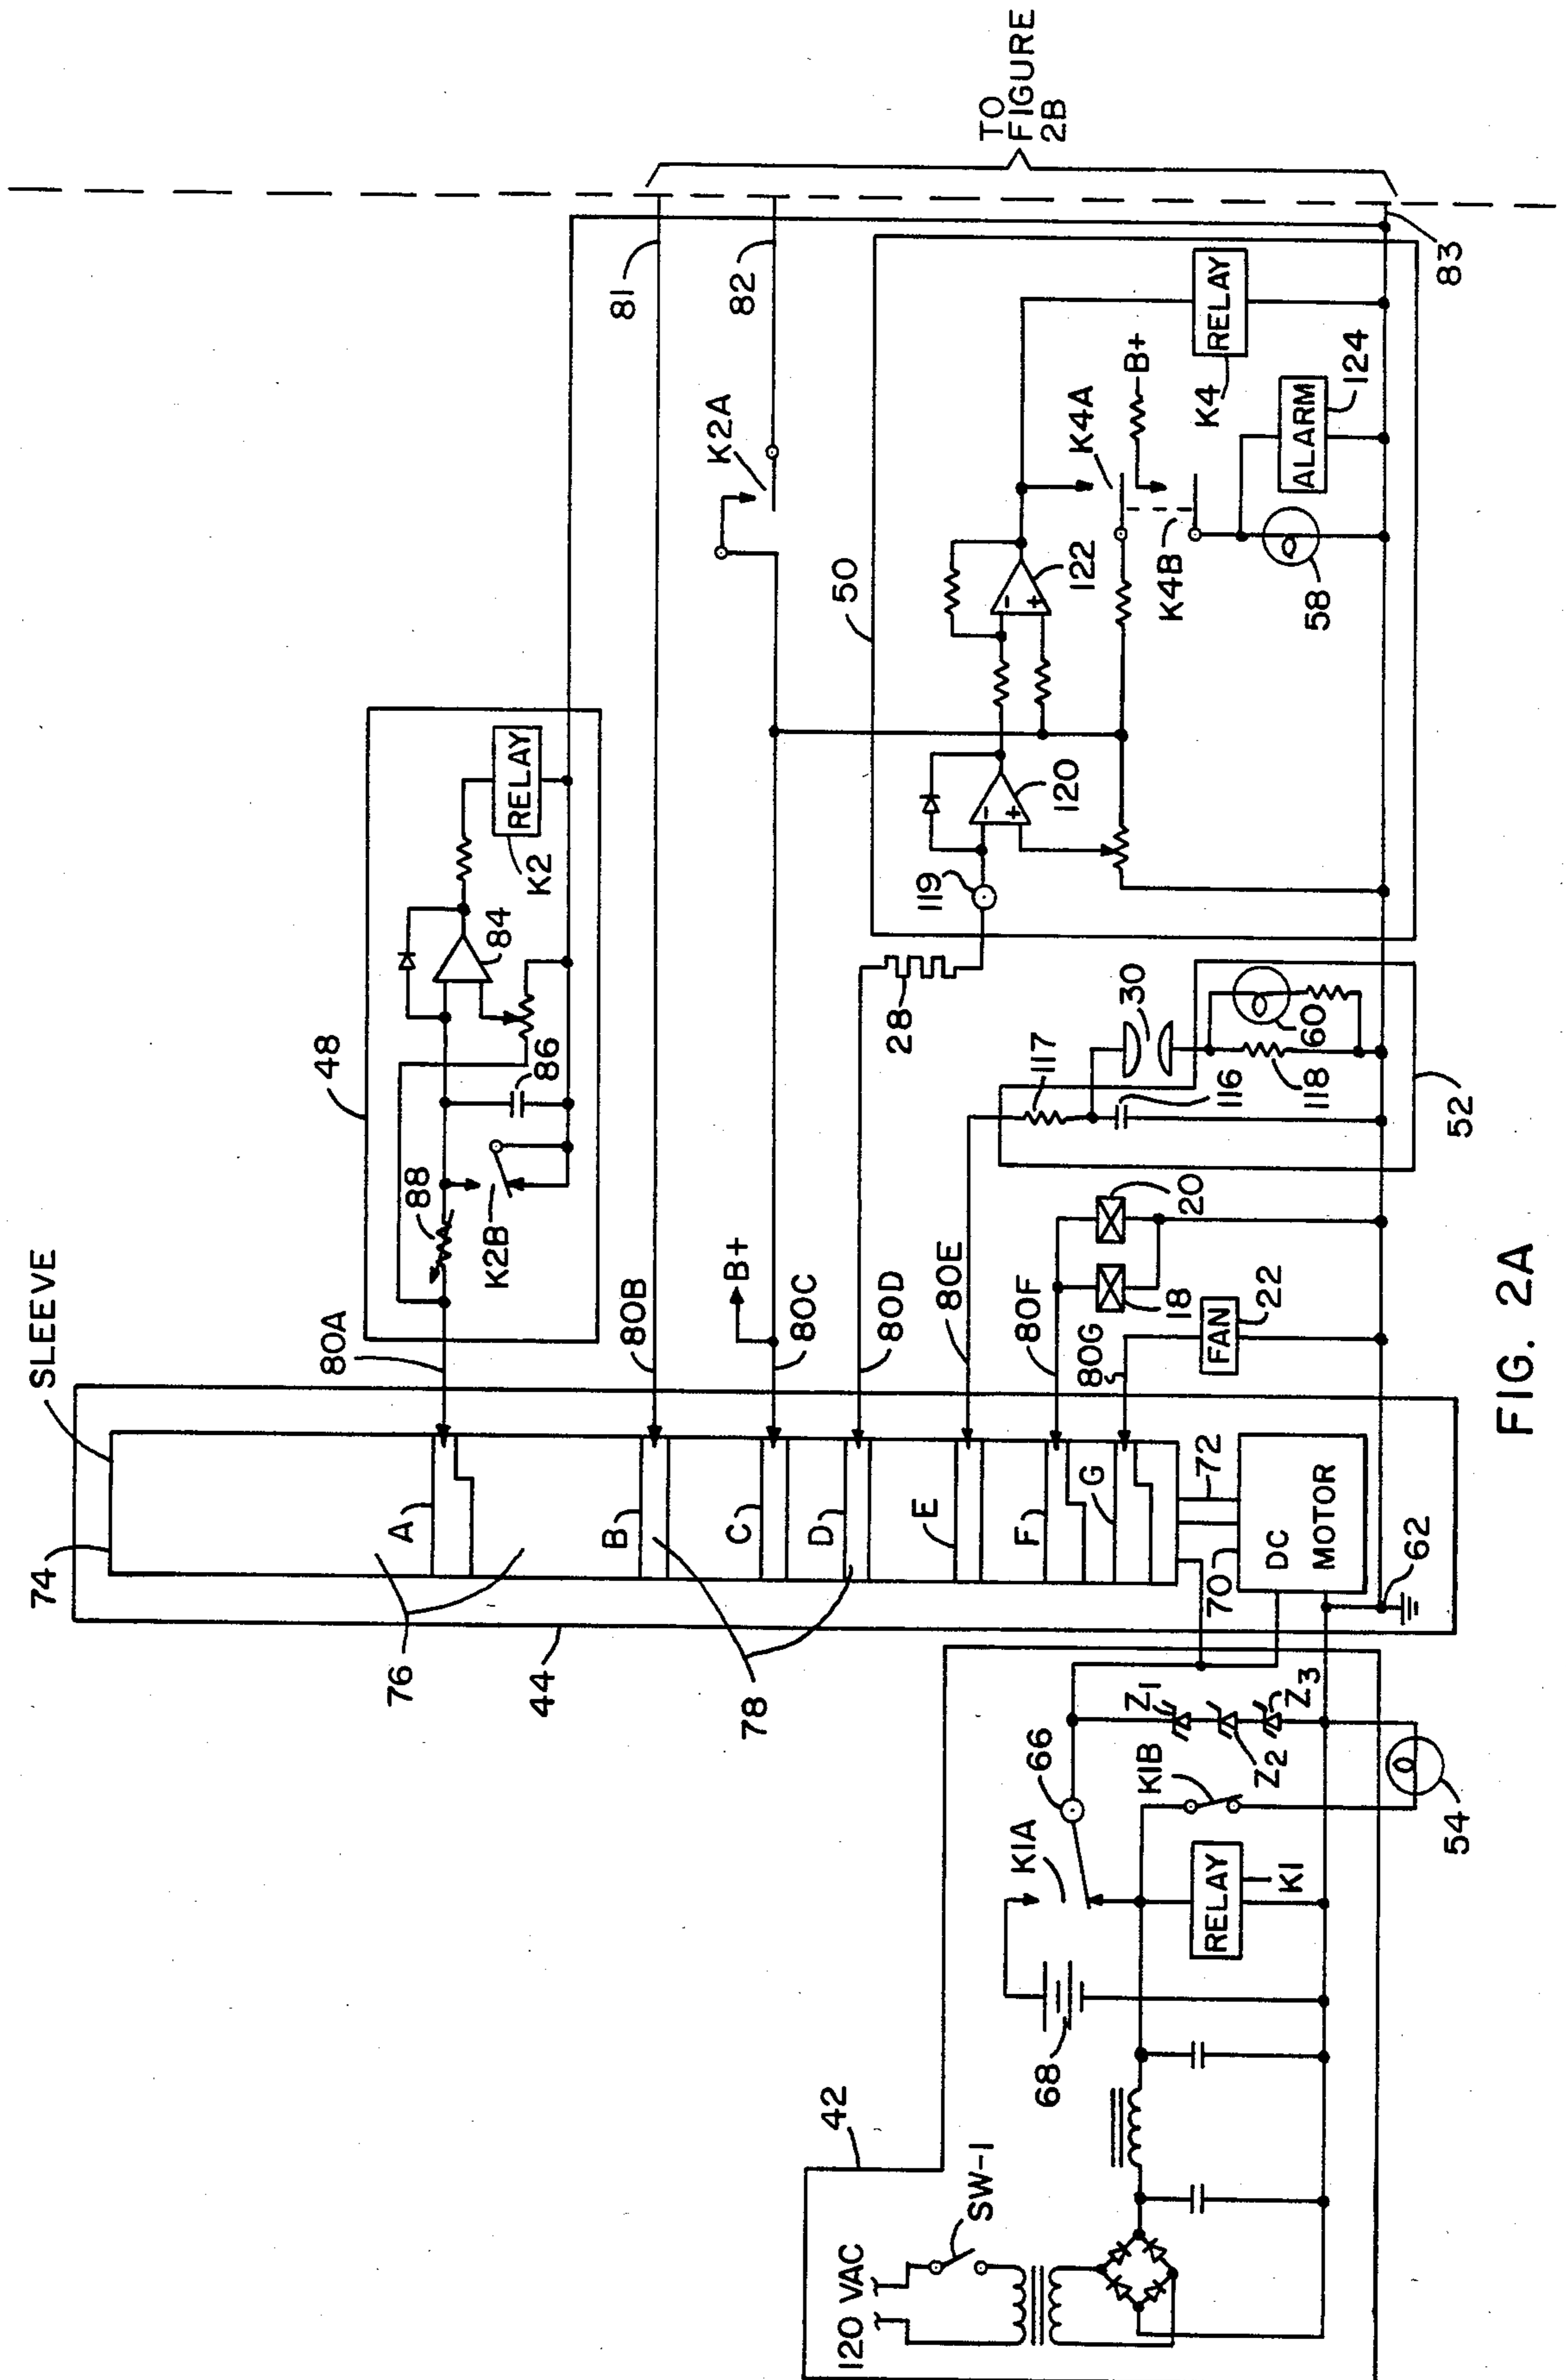 FIG. 2A
TO
FIGURE
2B
SLEEVE
74
76
44
78
A
B
C
D
E
F
G
70
72
DC
MOTOR
62
80A
80B
80C
80D
80E
80F
80G
B+
48
88
K2B
86
84
K2
RELAY
81
82
83
K2A
50
28
119
120
-
+
122
-
+
K4A
K4B
B+
K4
RELAY
ALARM
124
58
52
117
116
30
118
60
20
18
FAN
22
42
120 VAC
SW-1
68
K1A
66
K1B
RELAY
K1
Z1
Z2
Z3
54